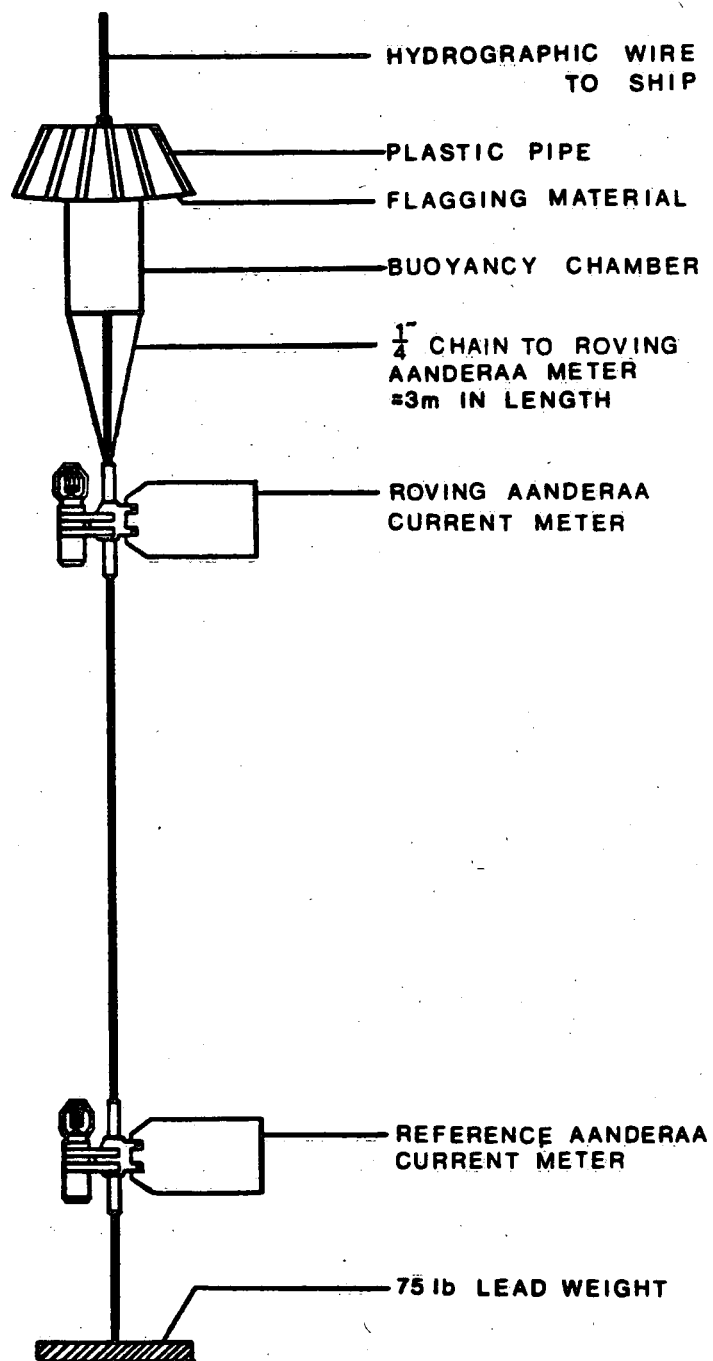 HYDROGRAPHIC WIRE
TO SHIP
PLASTIC PIPE
FLAGGING MATERIAL
BUOYANCY CHAMBER
1/4" CHAIN TO ROVING
AANDERAA METER
≈3m IN LENGTH
ROVING AANDERAA
CURRENT METER
REFERENCE AANDERAA
CURRENT METER
75 lb LEAD WEIGHT